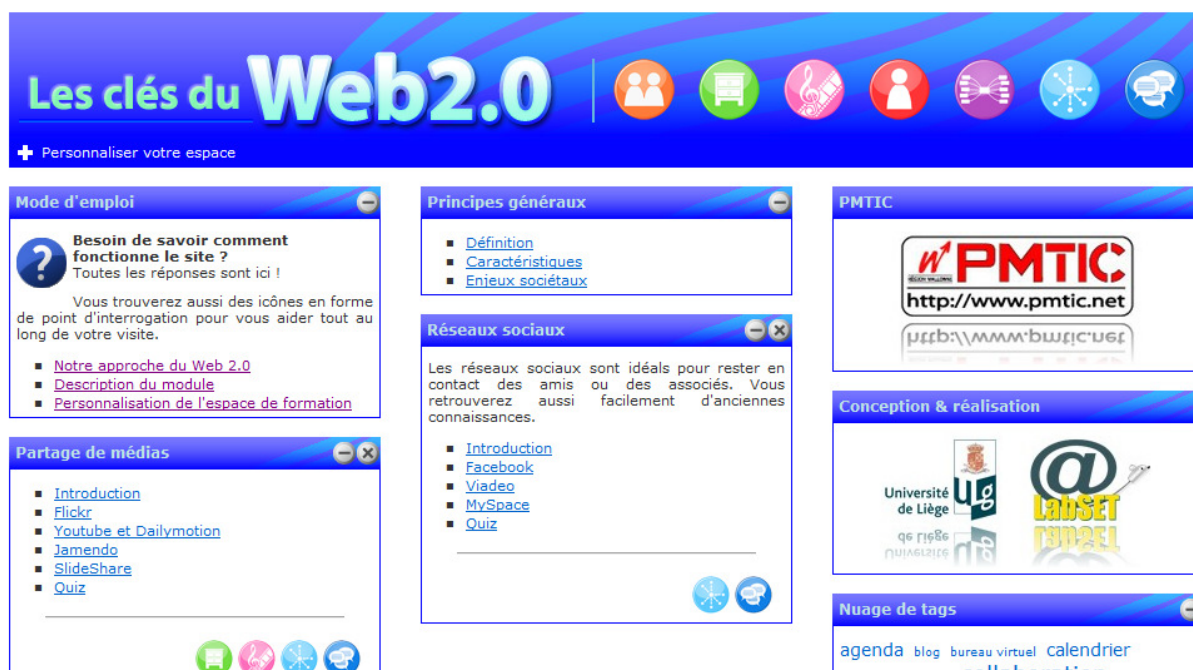 Les clés du Web2.0
Personnaliser votre espace
Mode d'emploi
Besoin de savoir comment
fonctionne le site ?
Toutes les réponses sont ici !
Vous trouverez aussi des icônes en forme
de point d'interrogation pour vous aider tout au
long de votre visite.
Notre approche du Web 2.0
Description du module
Personnalisation de l'espace de formation
Partage de médias
Introduction
Flickr
Youtube et Dailymotion
Jamendo
SlideShare
Quiz
Principes généraux
Définition
Caractéristiques
Enjeux sociétaux
Réseaux sociaux
Les réseaux sociaux sont idéals pour rester en
contact des amis ou des associés. Vous
retrouverez aussi facilement d'anciennes
connaissances.
Introduction
Facebook
Viadeo
MySpace
Quiz
PMTIC
PMTIC
http://www.pmtic.net
Conception & réalisation
Université
de Liège
ULg
@
LabSET
Nuage de tags
agenda blog bureau virtuel calendrier